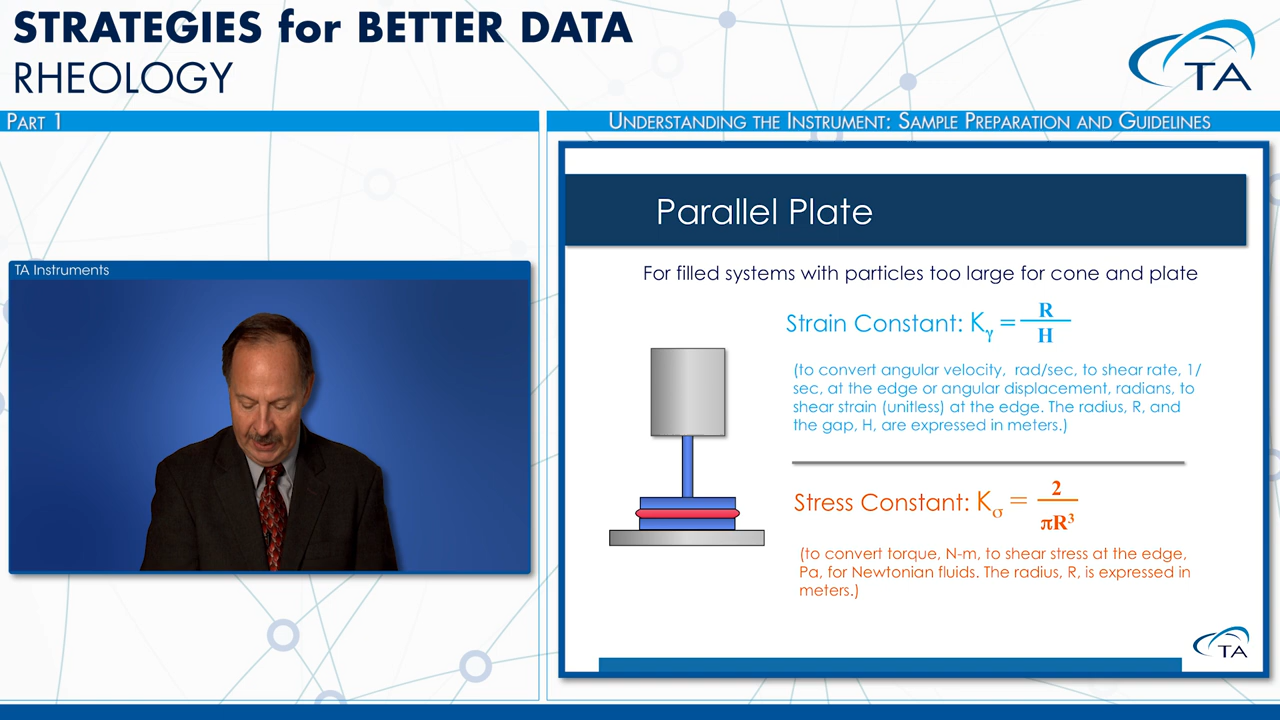 STRATEGIES for BETTER DATA
RHEOLOGY
TA
PART 1
UNDERSTANDING THE INSTRUMENT: SAMPLE PREPARATION AND GUIDELINES
TA Instruments
Parallel Plate
For filled systems with particles too large for cone and plate
Strain Constant: Kγ = R/H
(to convert angular velocity, rad/sec, to shear rate, 1/
sec, at the edge or angular displacement, radians, to
shear strain (unitless) at the edge. The radius, R, and
the gap, H, are expressed in meters.)
Stress Constant: Kσ = 2/πR³
(to convert torque, N-m, to shear stress at the edge,
Pa, for Newtonian fluids. The radius, R, is expressed in
meters.)
TA